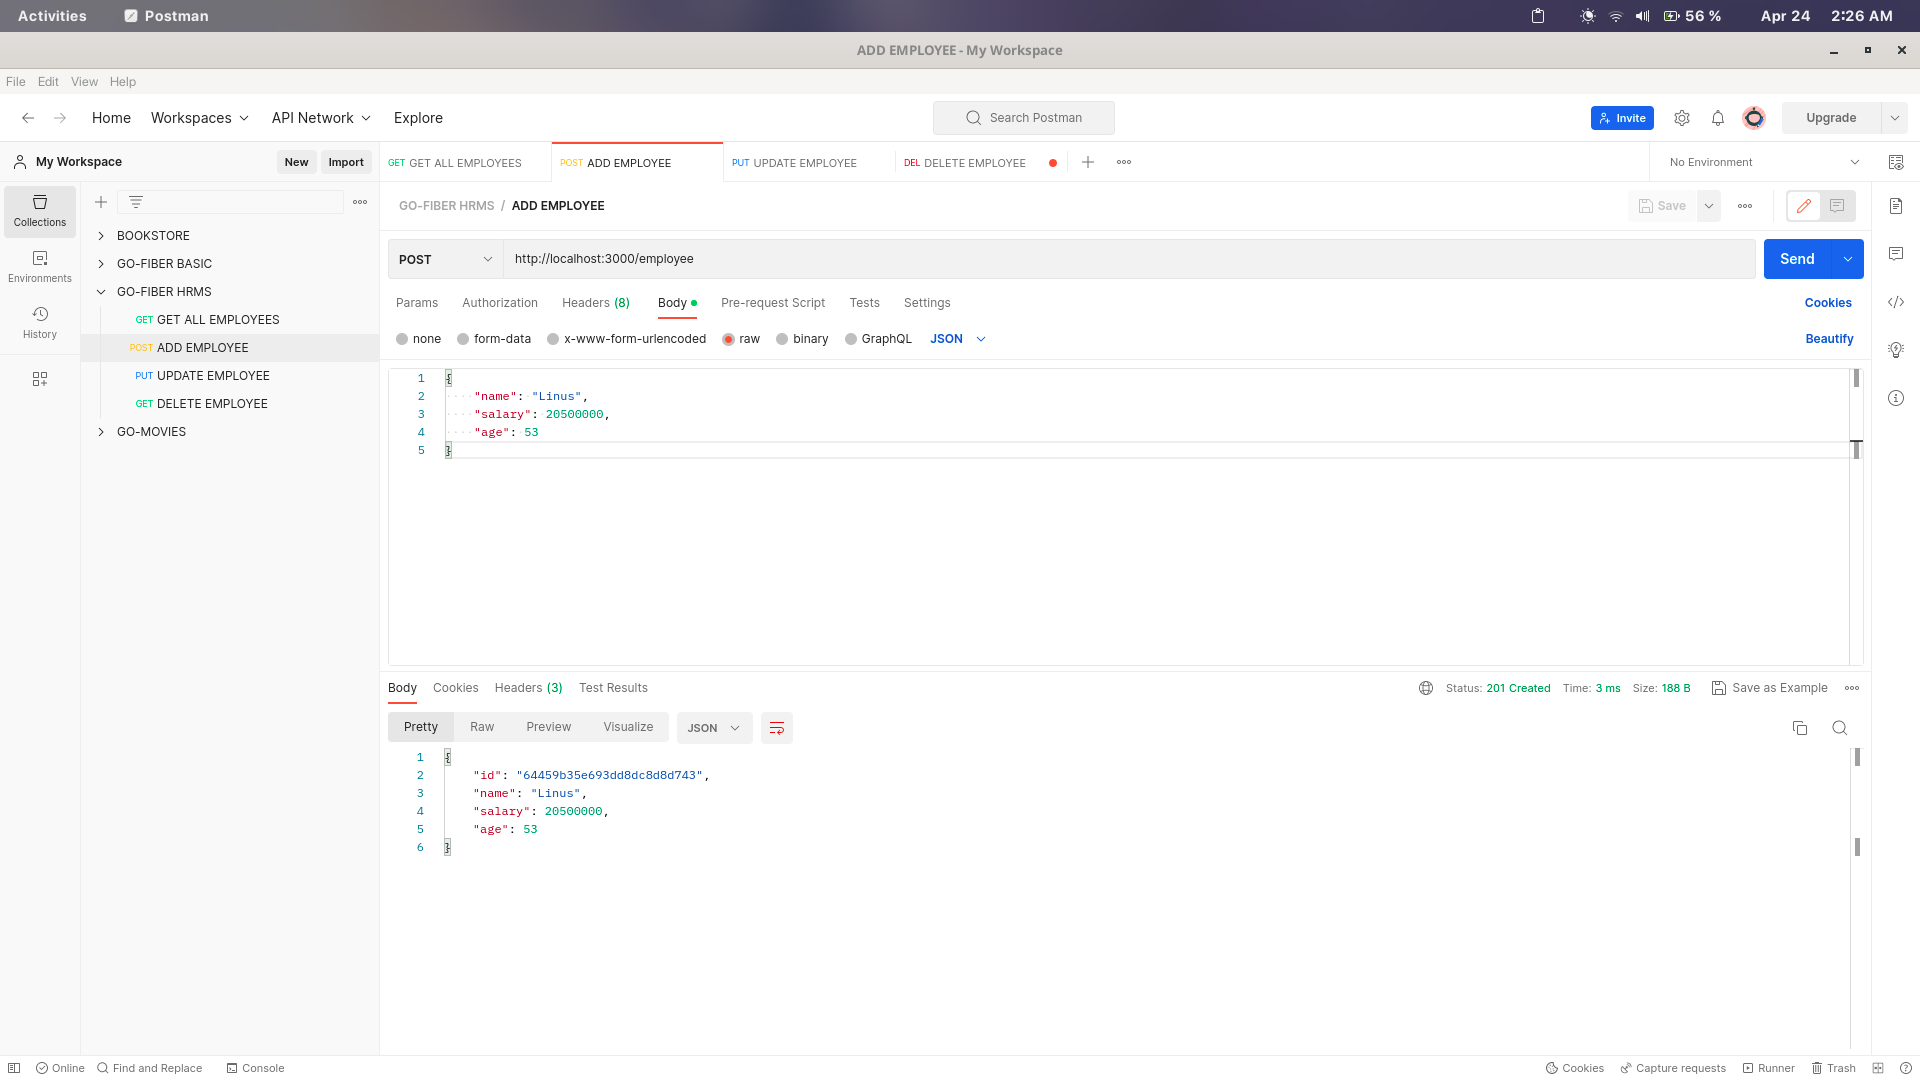 Activities Postman 56 % Apr 24 2:26 AM
ADD EMPLOYEE - My Workspace
File Edit View Help
Home Workspaces API Network Explore Search Postman Invite Upgrade
My Workspace New Import GET GET ALL EMPLOYEES POST ADD EMPLOYEE PUT UPDATE EMPLOYEE DEL DELETE EMPLOYEE No Environment
Collections
Environments
History
BOOKSTORE
GO-FIBER BASIC
GO-FIBER HRMS
GET GET ALL EMPLOYEES
POST ADD EMPLOYEE
PUT UPDATE EMPLOYEE
GET DELETE EMPLOYEE
GO-MOVIES
GO-FIBER HRMS / ADD EMPLOYEE Save
POST http://localhost:3000/employee Send
Params Authorization Headers (8) Body Pre-request Script Tests Settings Cookies
none form-data x-www-form-urlencoded raw binary GraphQL JSON Beautify
1 {
2 "name": "Linus",
3 "salary": 20500000,
4 "age": 53
5 }
Body Cookies Headers (3) Test Results Status: 201 Created Time: 3 ms Size: 188 B Save as Example
Pretty Raw Preview Visualize JSON
1 {
2 "id": "64459b35e693dd8dc8d8d743",
3 "name": "Linus",
4 "salary": 20500000,
5 "age": 53
6 }
Online Find and Replace Console Cookies Capture requests Runner Trash